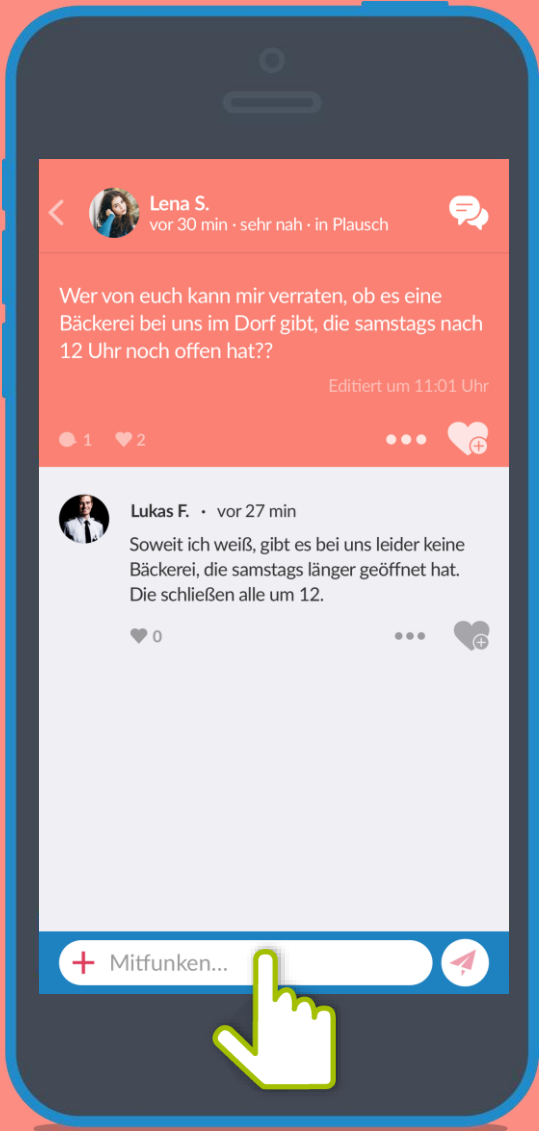 Lena S.
vor 30 min · sehr nah · in Plausch
Wer von euch kann mir verraten, ob es eine
Bäckerei bei uns im Dorf gibt, die samstags nach
12 Uhr noch offen hat??
Editiert um 11:01 Uhr
1 2
Lukas F. · vor 27 min
Soweit ich weiß, gibt es bei uns leider keine
Bäckerei, die samstags länger geöffnet hat.
Die schließen alle um 12.
0
Mitfunken...